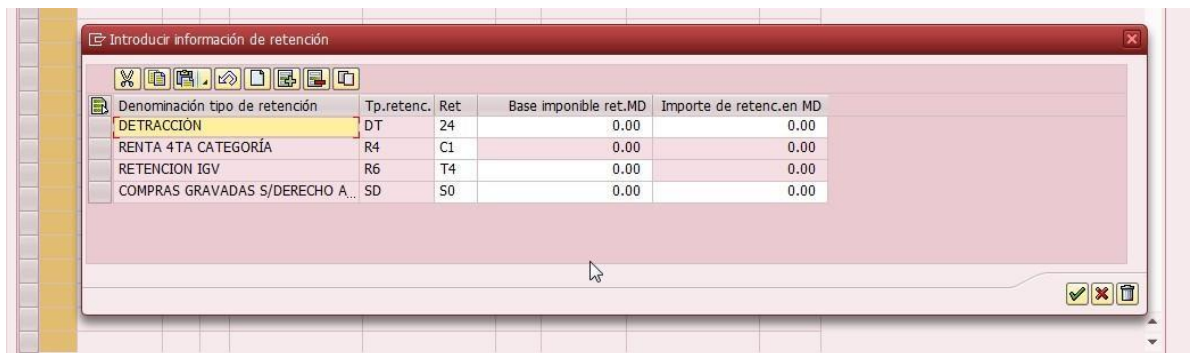 Introducir información de retención
Denominación tipo de retención Tp.retenc. Ret Base imponible ret.MD Importe de retenc.en MD
DETRACCIÓN DT 24 0.00 0.00
RENTA 4TA CATEGORÍA R4 C1 0.00 0.00
RETENCION IGV R6 T4 0.00 0.00
COMPRAS GRAVADAS S/DERECHO A... SD S0 0.00 0.00